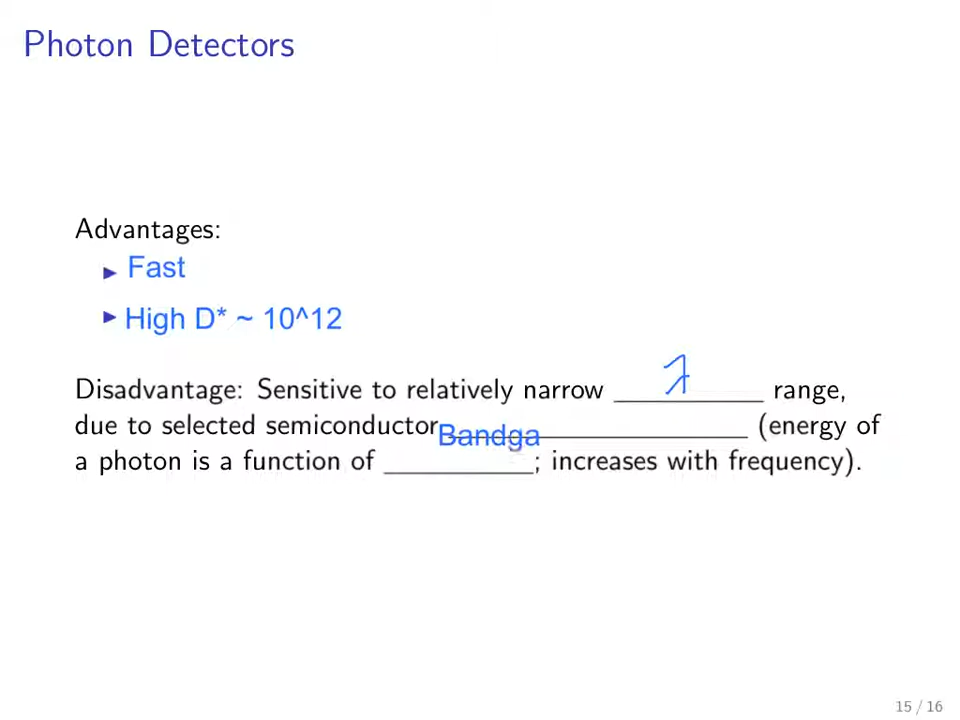 Photon Detectors
Advantages:
Fast
High D* ~ 10^12
Disadvantage: Sensitive to relatively narrow λ range,
due to selected semiconductor Bandga (energy of
a photon is a function of ; increases with frequency).
15 / 16